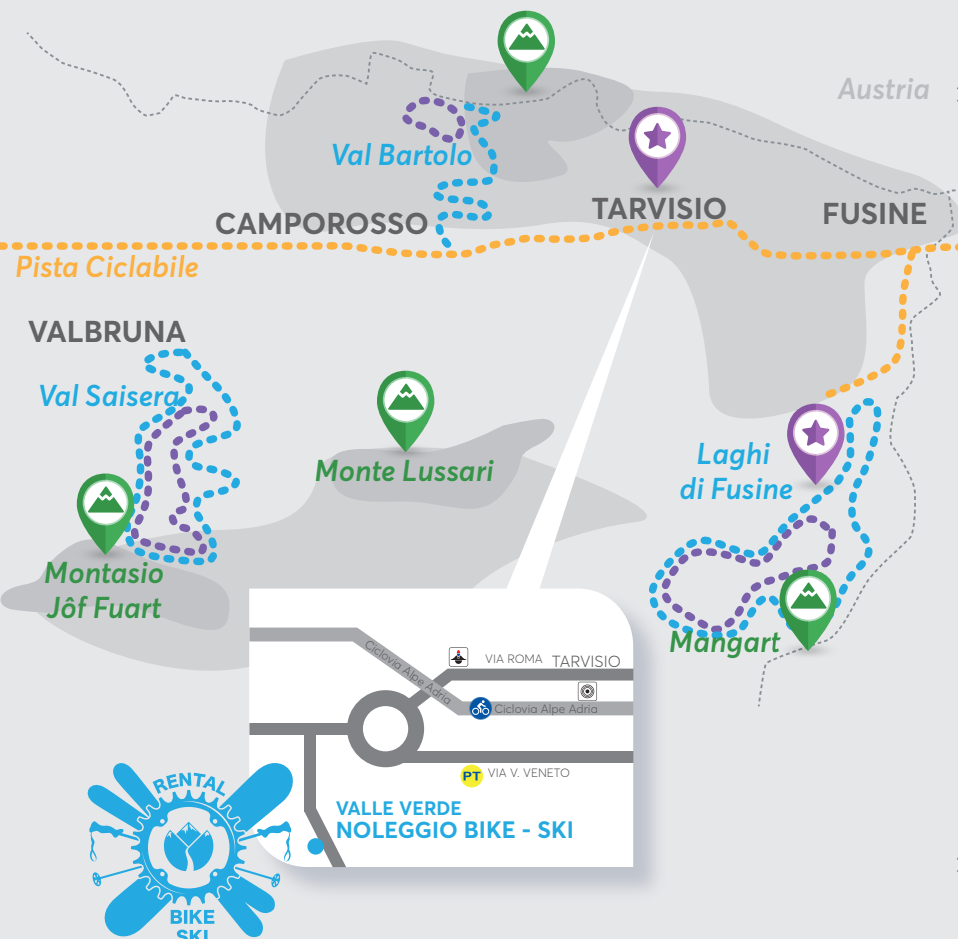 Austria
Val Bartolo
CAMPOROSSO
TARVISIO
FUSINE
Pista Ciclabile
VALBRUNA
Val Saisera
Monte Lussari
Laghi
di Fusine
Montasio
Jôf Fuart
Mangart
Ciclovia Alpe Adria
VIA ROMA TARVISIO
Ciclovia Alpe Adria
PT VIA V. VENETO
VALLE VERDE
NOLEGGIO BIKE - SKI
RENTAL
BIKE
SKI